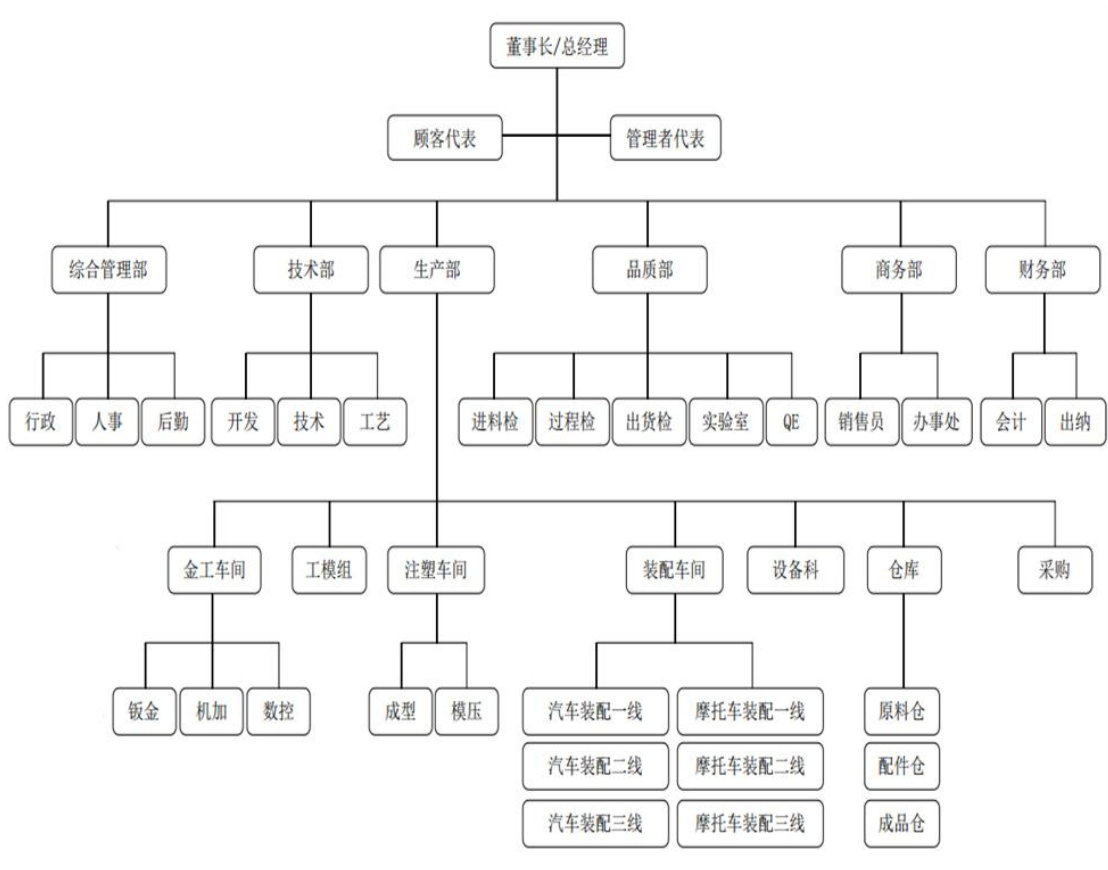 董事长/总经理
顾客代表
管理者代表
综合管理部
技术部
生产部
品质部
商务部
财务部
行政
人事
后勤
开发
技术
工艺
进料检
过程检
出货检
实验室
QE
销售员
办事处
会计
出纳
金工车间
工模组
注塑车间
装配车间
设备科
仓库
采购
钣金
机加
数控
成型
模压
汽车装配一线
摩托车装配一线
原料仓
汽车装配二线
摩托车装配二线
配件仓
汽车装配三线
摩托车装配三线
成品仓